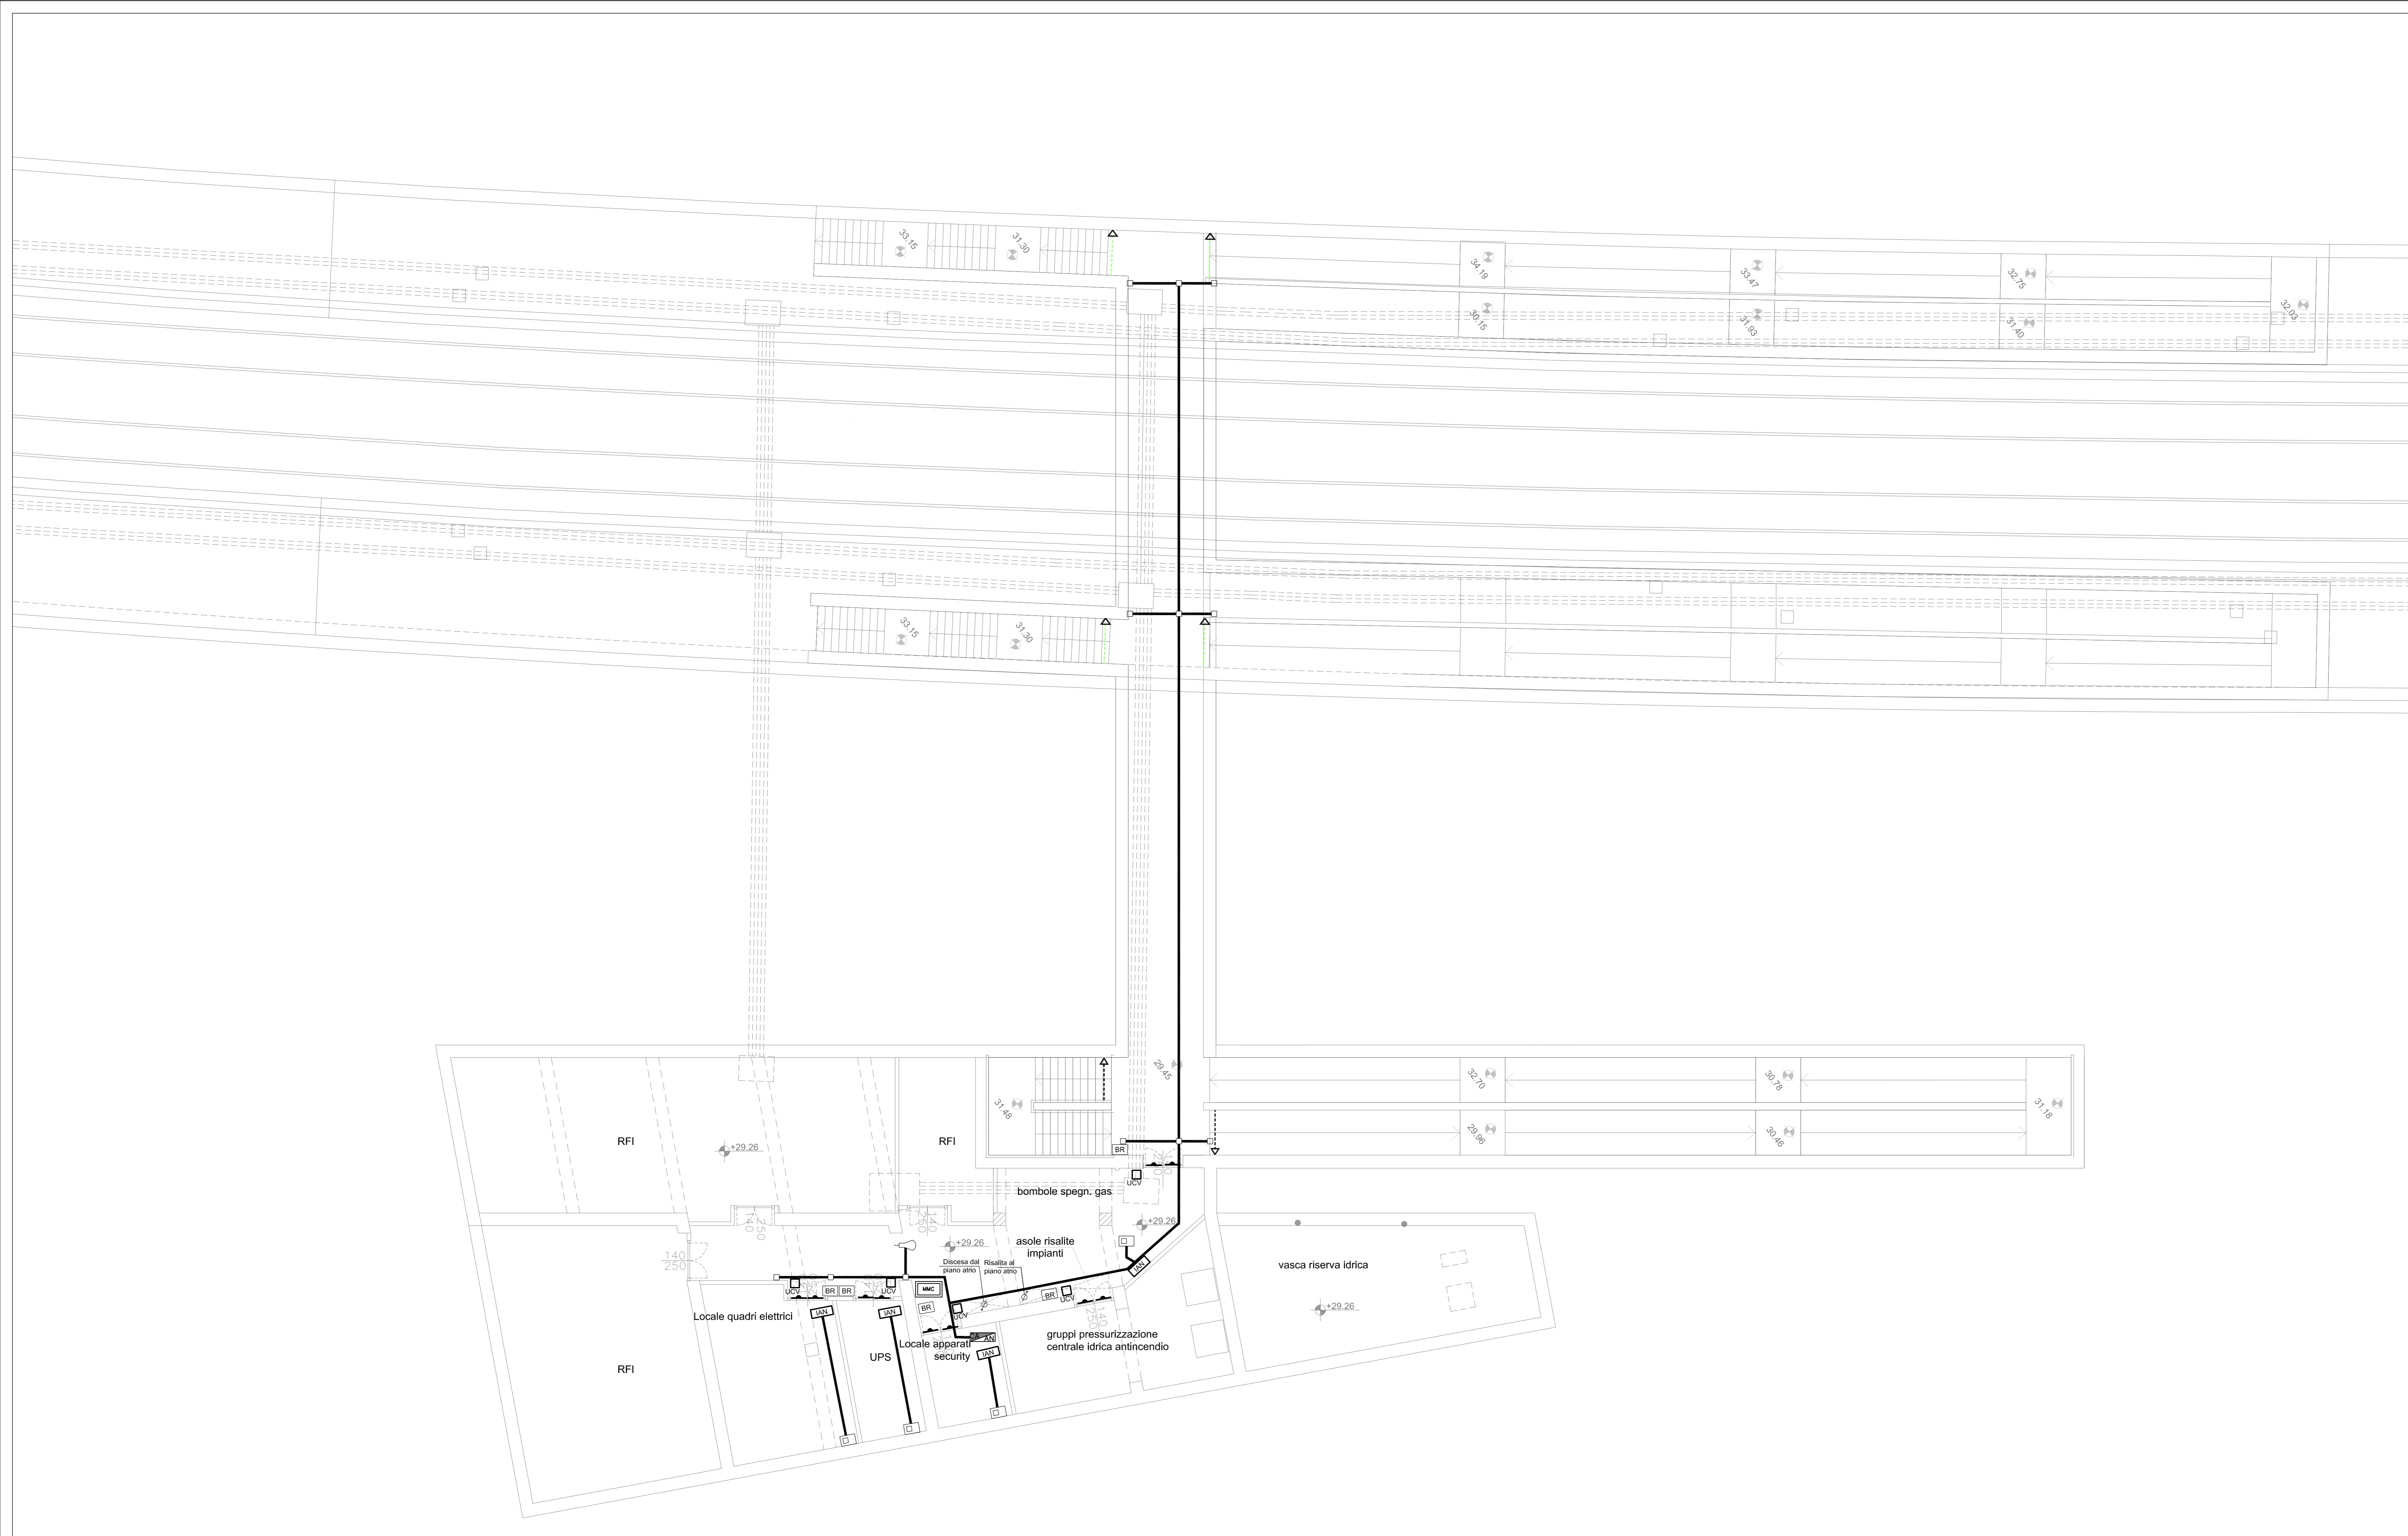 33.15
31.30
34.19
33.47
32.75
32.03
30.15
31.93
31.40
33.15
31.30
29.45
31.48
32.70
30.78
31.18
29.96
30.46
RFI
+29.26
RFI
BR
UCV
bombole spegn. gas
+29.26
140
250
+29.26
asole risalite
impianti
IAN
vasca riserva idrica
140
250
Discesa dal
piano atrio
Risalita al
piano atrio
UCV
BR
BR
UCV
MMC
BR
UCV
BR
UCV
140
250
+29.26
Locale quadri elettrici
IAN
IAN
AN
Locale apparati
security
UPS
IAN
gruppi pressurizzazione
centrale idrica antincendio
RFI